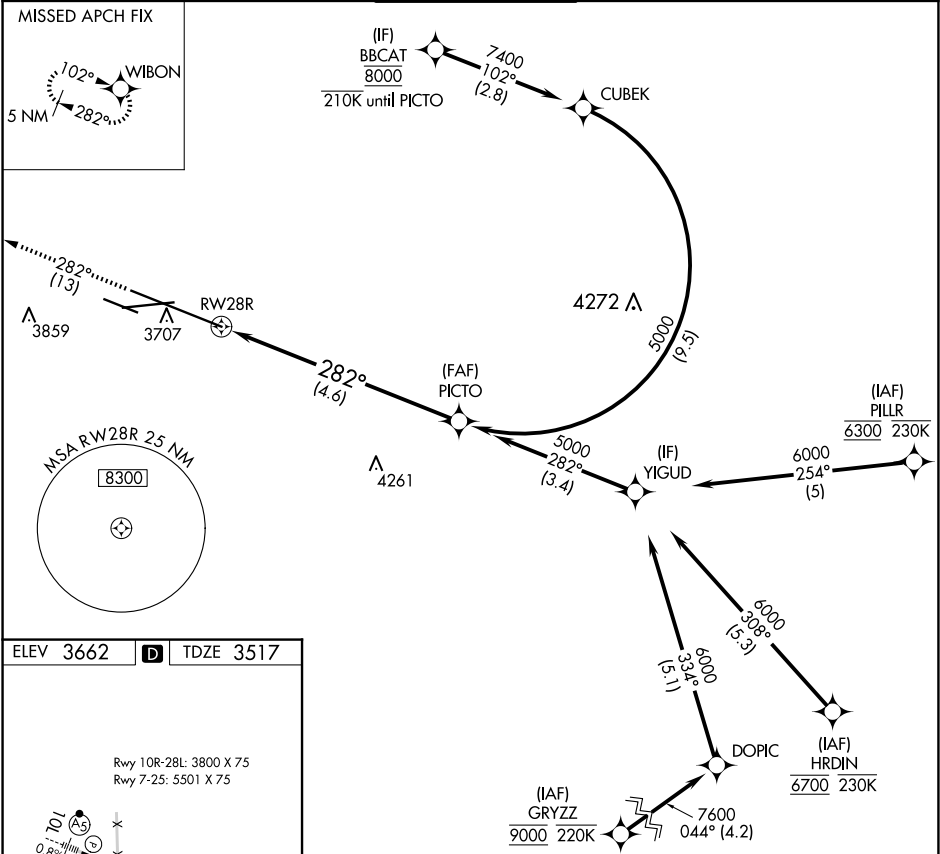 MISSED APCH FIX
102°
WIBON
5 NM
282°
(IF)
BBCAT
8000
210K until PICTO
7400
102°
(2.8)
CUBEK
282°
(13)
3859
3707
RW28R
4272
5000
(9.5)
282°
(4.6)
(FAF)
PICTO
(IAF)
PILLR
6300 230K
MSA RW28R 25 NM
8300
4261
5000
282°
(3.4)
(IF)
YIGUD
6000
254°
(5)
6000
308°
(5.3)
6000
334°
(5.1)
ELEV 3662
D
TDZE 3517
Rwy 10R-28L: 3800 X 75
Rwy 7-25: 5501 X 75
DOPIC
(IAF)
HRDIN
6700 230K
(IAF)
GRYZZ
9000 220K
7600
044° (4.2)
10L
A5
P
0.8%
X